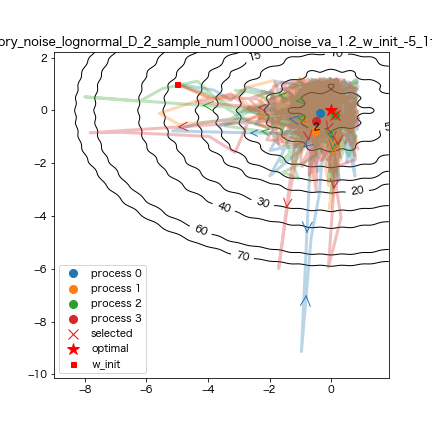 ory_noise_lognormal_D_2_sample_num10000_noise_va_1.2_w_init_-5_1
15
5
20
30
40
60
70
2
2
0
−2
−4
−6
−8
−10
−8
−6
−4
−2
0
process 0
process 1
process 2
process 3
selected
optimal
w_init